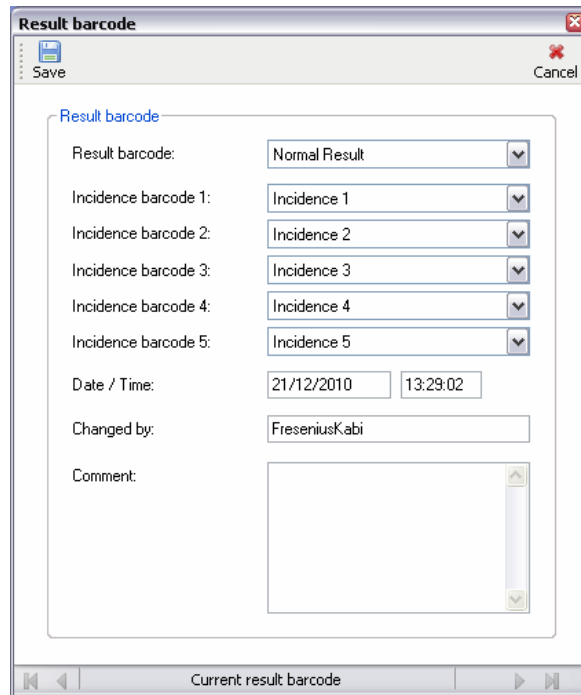 Result barcode
Save Cancel
Result barcode
Result barcode: Normal Result
Incidence barcode 1: Incidence 1
Incidence barcode 2: Incidence 2
Incidence barcode 3: Incidence 3
Incidence barcode 4: Incidence 4
Incidence barcode 5: Incidence 5
Date / Time: 21/12/2010 13:29:02
Changed by: FreseniusKabi
Comment:
Current result barcode